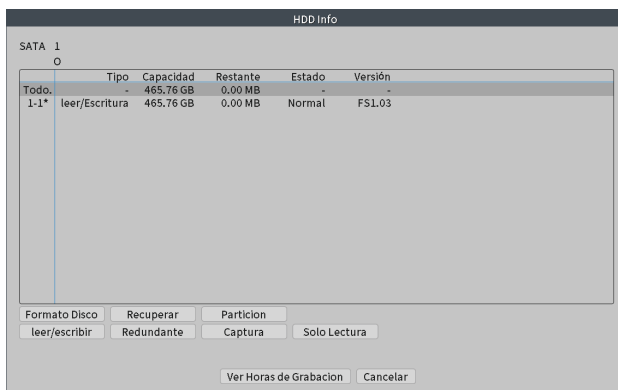 HDD Info
SATA 1
O
Tipo Capacidad Restante Estado Versión
Todo. - 465.76 GB 0.00 MB - -
1-1* leer/Escritura 465.76 GB 0.00 MB Normal FS1.03
Formato Disco Recuperar Particion
leer/escribir Redundante Captura Solo Lectura
Ver Horas de Grabacion Cancelar